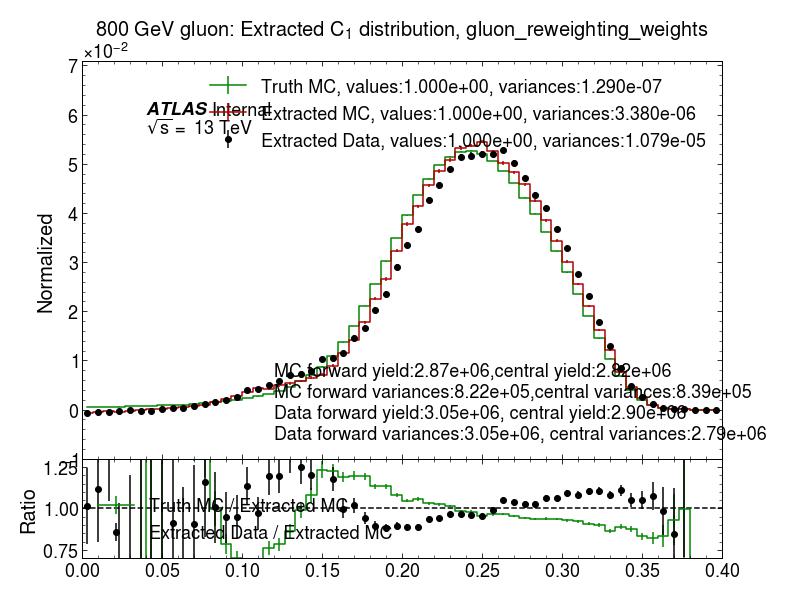 800 GeV gluon: Extracted C₁ distribution, gluon_reweighting_weights
×10⁻²
7
Truth MC, values:1.000e+00, variances:1.290e-07
ATLAS Internal
Extracted MC, values:1.000e+00, variances:3.380e-06
√s = 13 TeV
6
Extracted Data, values:1.000e+00, variances:1.079e-05
5
4
Normalized
3
2
1
MC forward yield:2.87e+06,central yield:2.82e+06
MC forward variances:8.22e+05,central variances:8.39e+05
0
Data forward yield:3.05e+06, central yield:2.90e+06
Data forward variances:3.05e+06, central variances:2.79e+06
1
1.25
Ratio
Truth MC / Extracted MC
1.00
Extracted Data / Extracted MC
0.75
0.00 0.05 0.10 0.15 0.20 0.25 0.30 0.35 0.40